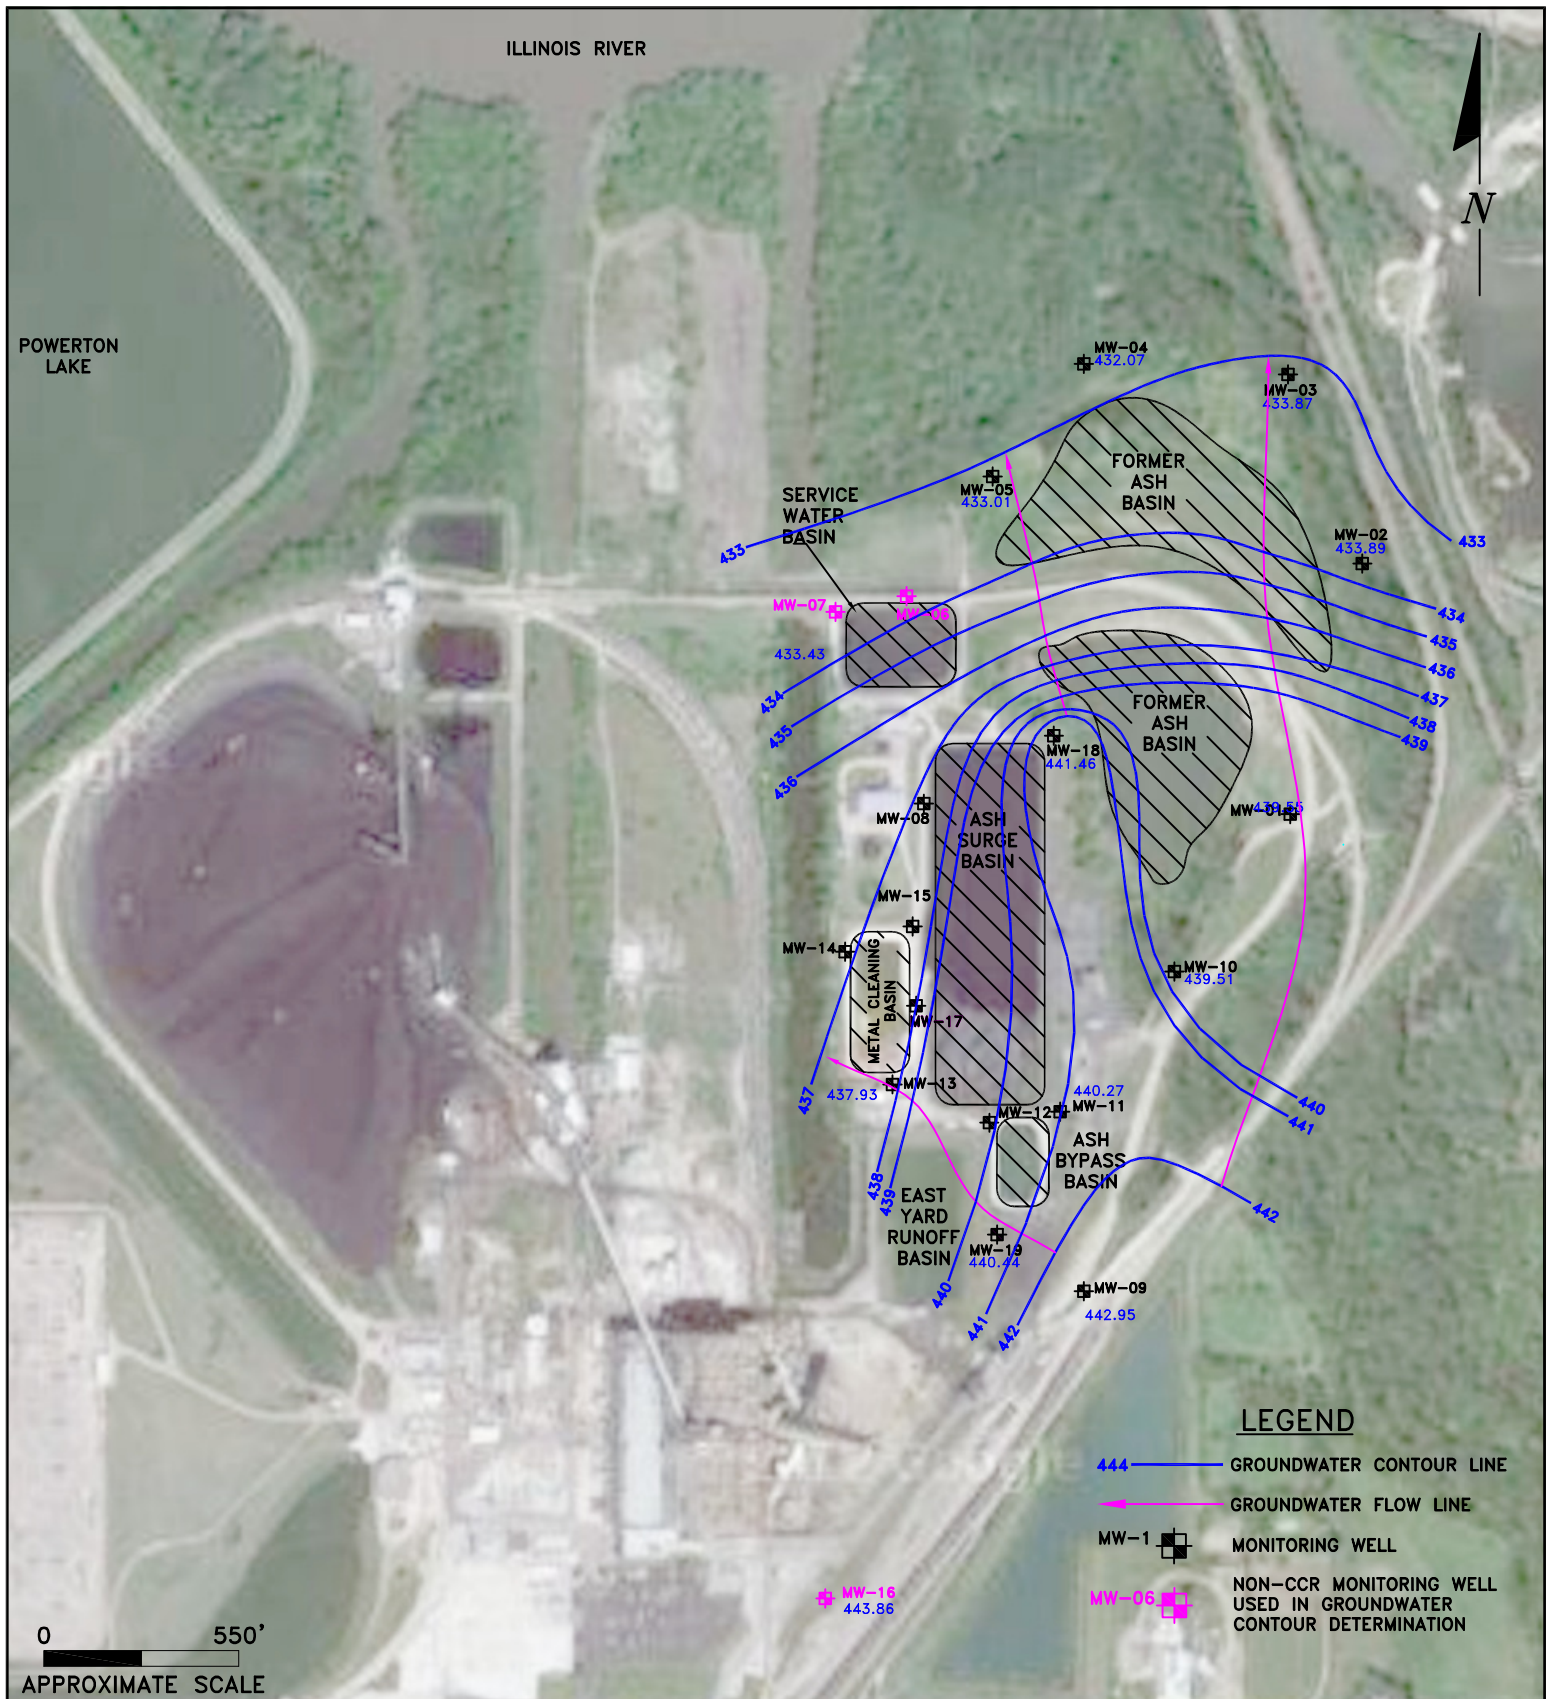 ILLINOIS RIVER
N
POWERTON
LAKE
MW-04
432.07
MW-03
433.87
FORMER
ASH
BASIN
MW-05
433.01
SERVICE
WATER
BASIN
433
433
MW-02
433.89
MW-07
MW-06
433.43
434
435
436
437
438
439
434
435
436
FORMER
ASH
BASIN
MW-18
441.46
MW-08
ASH
SURGE
BASIN
MW-01
439.55
MW-15
MW-14
METAL CLEANING
BASIN
MW-17
MW-10
439.51
MW-13
437.93
437
440.27
MW-11
MW-12
440
441
ASH
BYPASS
BASIN
438
439
EAST
YARD
RUNOFF
BASIN
442
MW-19
440.44
440
441
442
MW-09
442.95
LEGEND
444 GROUNDWATER CONTOUR LINE
GROUNDWATER FLOW LINE
MW-1 MONITORING WELL
MW-06 NON-CCR MONITORING WELL
USED IN GROUNDWATER
CONTOUR DETERMINATION
MW-16
443.86
0 550'
APPROXIMATE SCALE